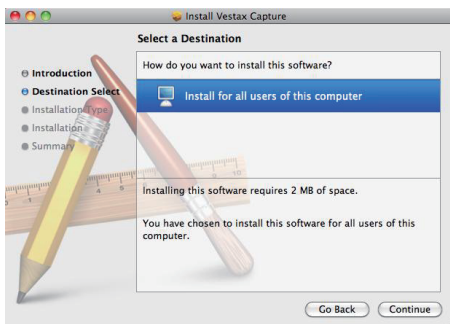 Install Vestax Capture
Select a Destination
Introduction
Destination Select
Installation Type
Installation
Summary
How do you want to install this software?
Install for all users of this computer
Installing this software requires 2 MB of space.
You have chosen to install this software for all users of this
computer.
Go Back
Continue